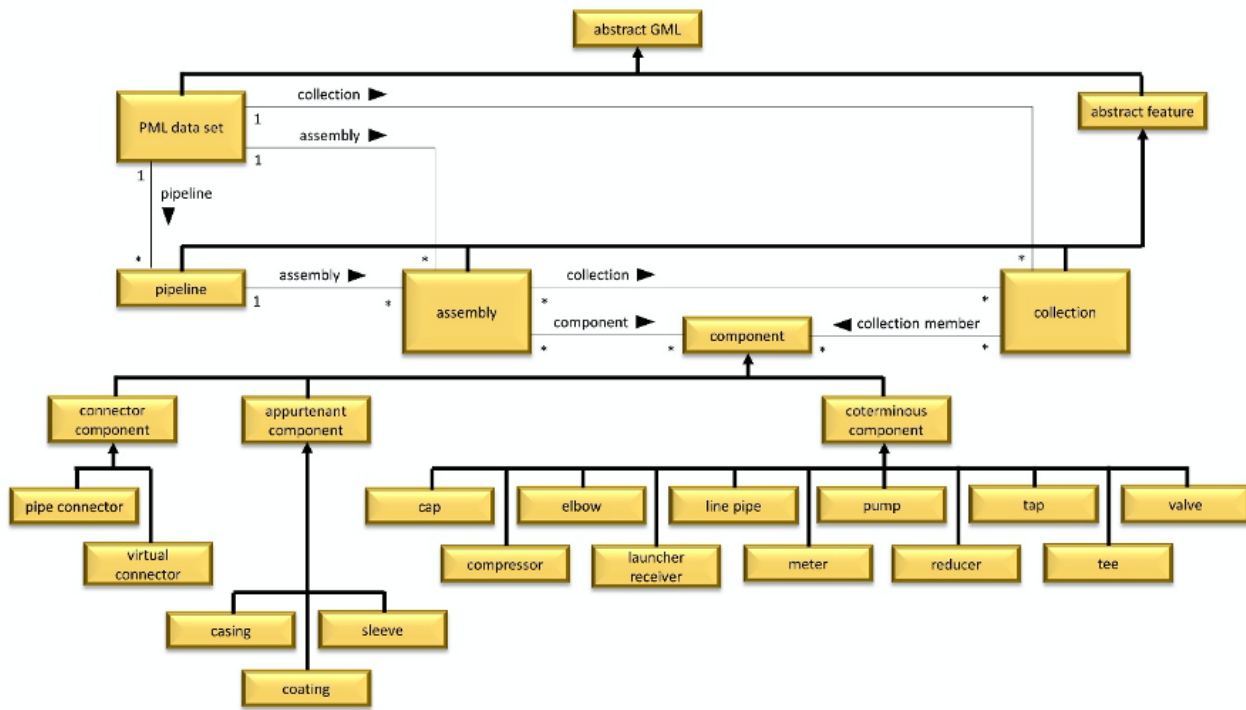 abstract GML
collection ►
PML data set
1
abstract feature
assembly ►
1
1
pipeline
▼
*
*
*
assembly ►
collection ►
pipeline
1
*
assembly
*
*
collection
component ►
component
◄ collection member
*
*
*
*
connector
component
appurtenant
component
coterminous
component
pipe connector
cap
elbow
line pipe
pump
tap
valve
virtual
connector
compressor
launcher
receiver
meter
reducer
tee
casing
sleeve
coating